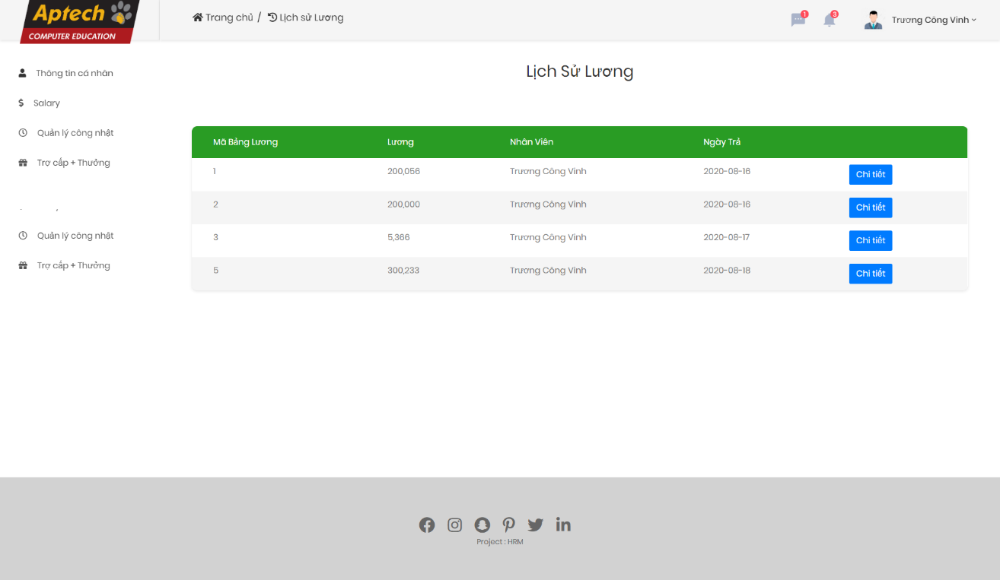 Aptech
COMPUTER EDUCATION
Trang chủ / Lịch sử Lương
1
3
Trương Công Vinh
Thông tin cá nhân
Salary
Quản lý công nhật
Trợ cấp + Thưởng
Quản lý công nhật
Trợ cấp + Thưởng
Lịch Sử Lương
Mã Bảng Lương Lương Nhân Viên Ngày Trả
1 200,056 Trương Công Vinh 2020-08-16 Chi tiết
2 200,000 Trương Công Vinh 2020-08-16 Chi tiết
3 5,366 Trương Công Vinh 2020-08-17 Chi tiết
5 300,233 Trương Công Vinh 2020-08-18 Chi tiết
Project : HRM